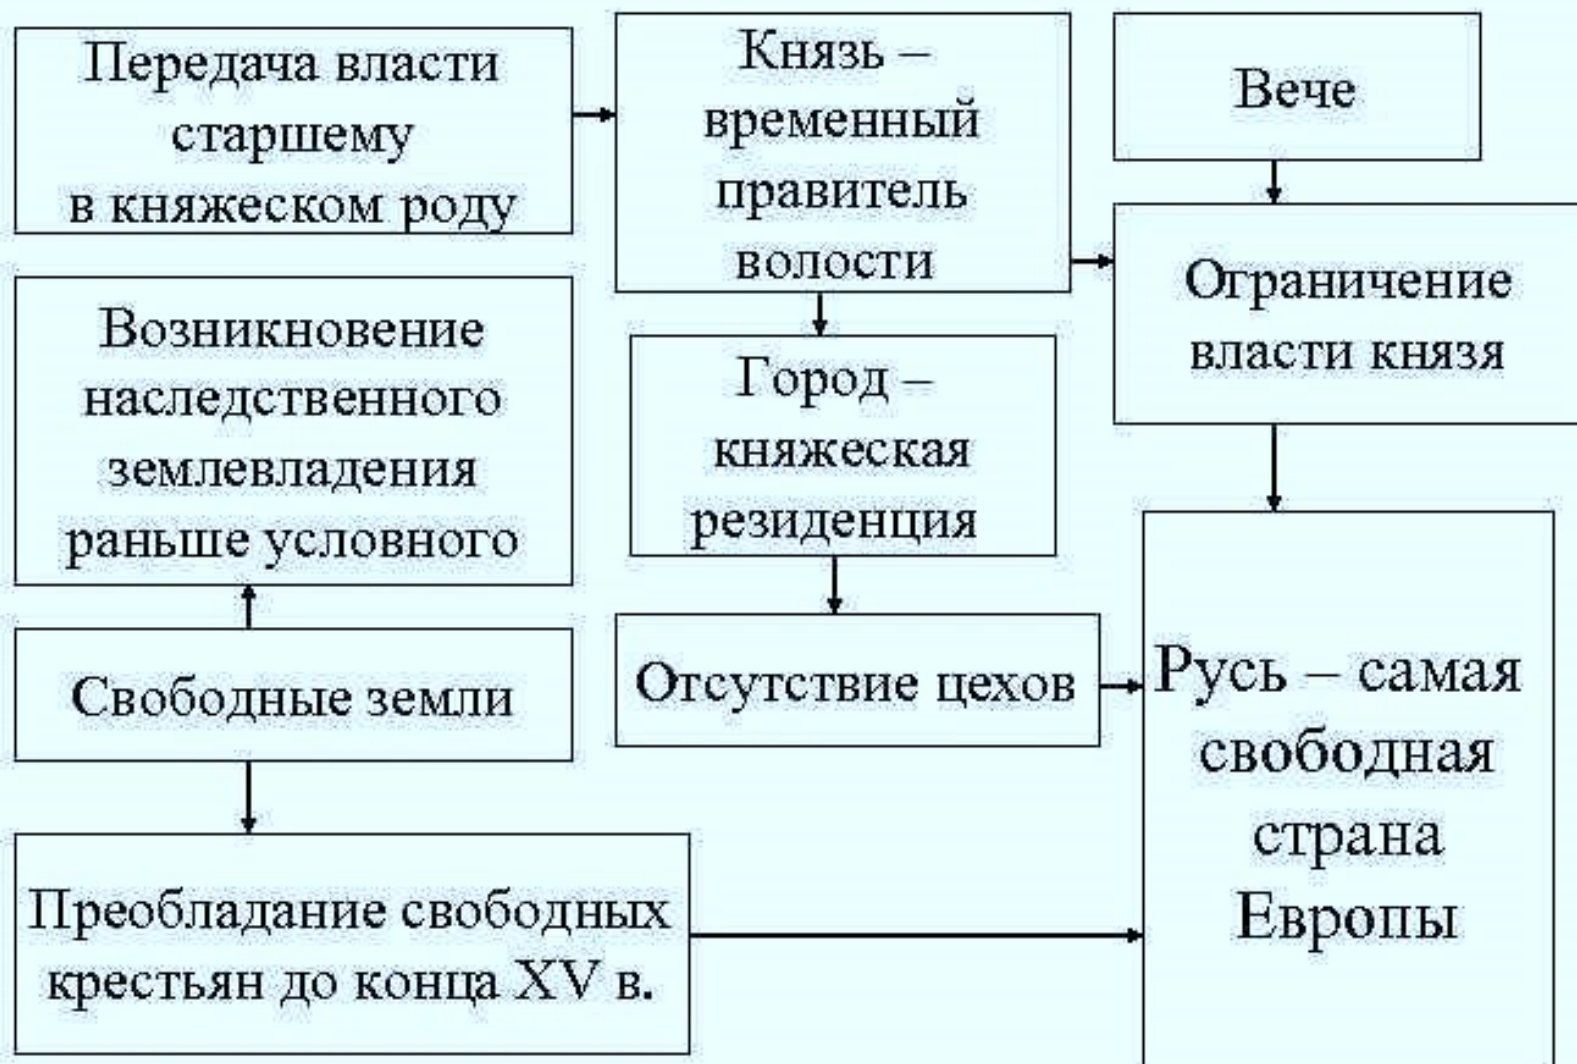 Передача власти
старшему
в княжеском роду
Князь –
временный
правитель
волости
Вече
Ограничение
власти князя
Возникновение
наследственного
землевладения
раньше условного
Город –
княжеская
резиденция
Свободные земли
Отсутствие цехов
Русь – самая
свободная
страна
Европы
Преобладание свободных
крестьян до конца XV в.